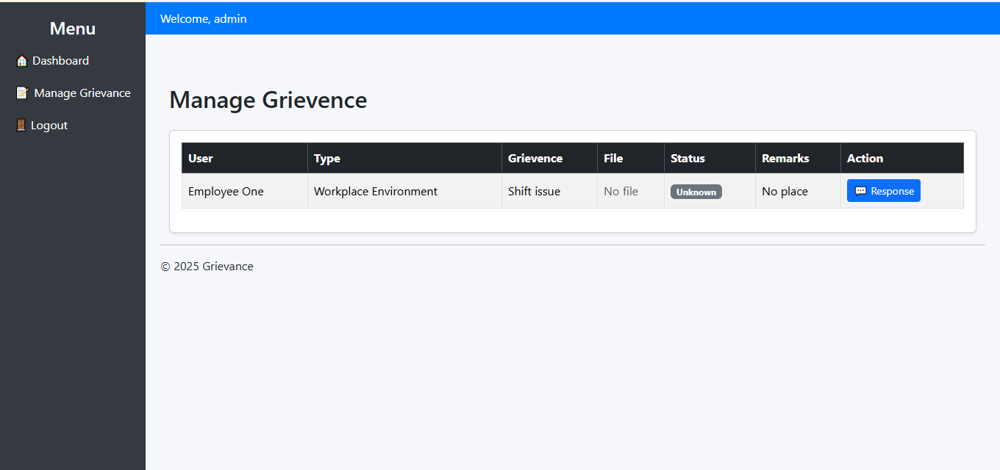 Menu
Dashboard
Manage Grievance
Logout
Welcome, admin
Manage Grievence
User Type Grievence File Status Remarks Action
Employee One Workplace Environment Shift issue No file Unknown No place Response
© 2025 Grievance